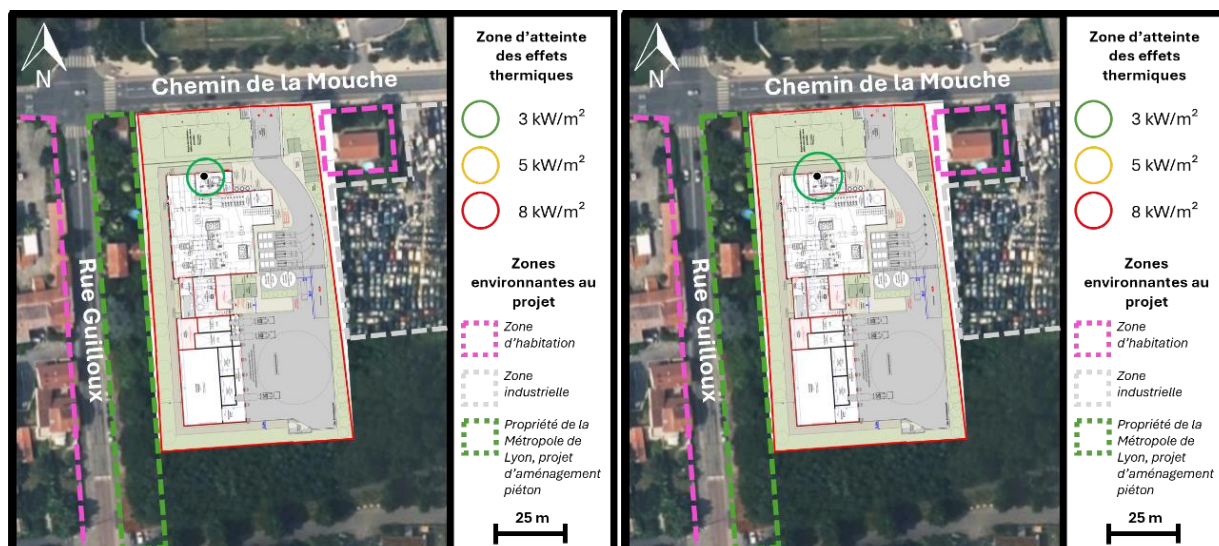 N
Chemin de la Mouche
Rue Guilloux
Zone d’atteinte
des effets
thermiques
3 kW/m²
5 kW/m²
8 kW/m²
Zones
environnantes au
projet
Zone
d’habitation
Zone
industrielle
Propriété de la
Métropole de
Lyon, projet
d’aménagement
piéton
25 m
N
Chemin de la Mouche
Rue Guilloux
Zone d’atteinte
des effets
thermiques
3 kW/m²
5 kW/m²
8 kW/m²
Zones
environnantes au
projet
Zone
d’habitation
Zone
industrielle
Propriété de la
Métropole de
Lyon, projet
d’aménagement
piéton
25 m